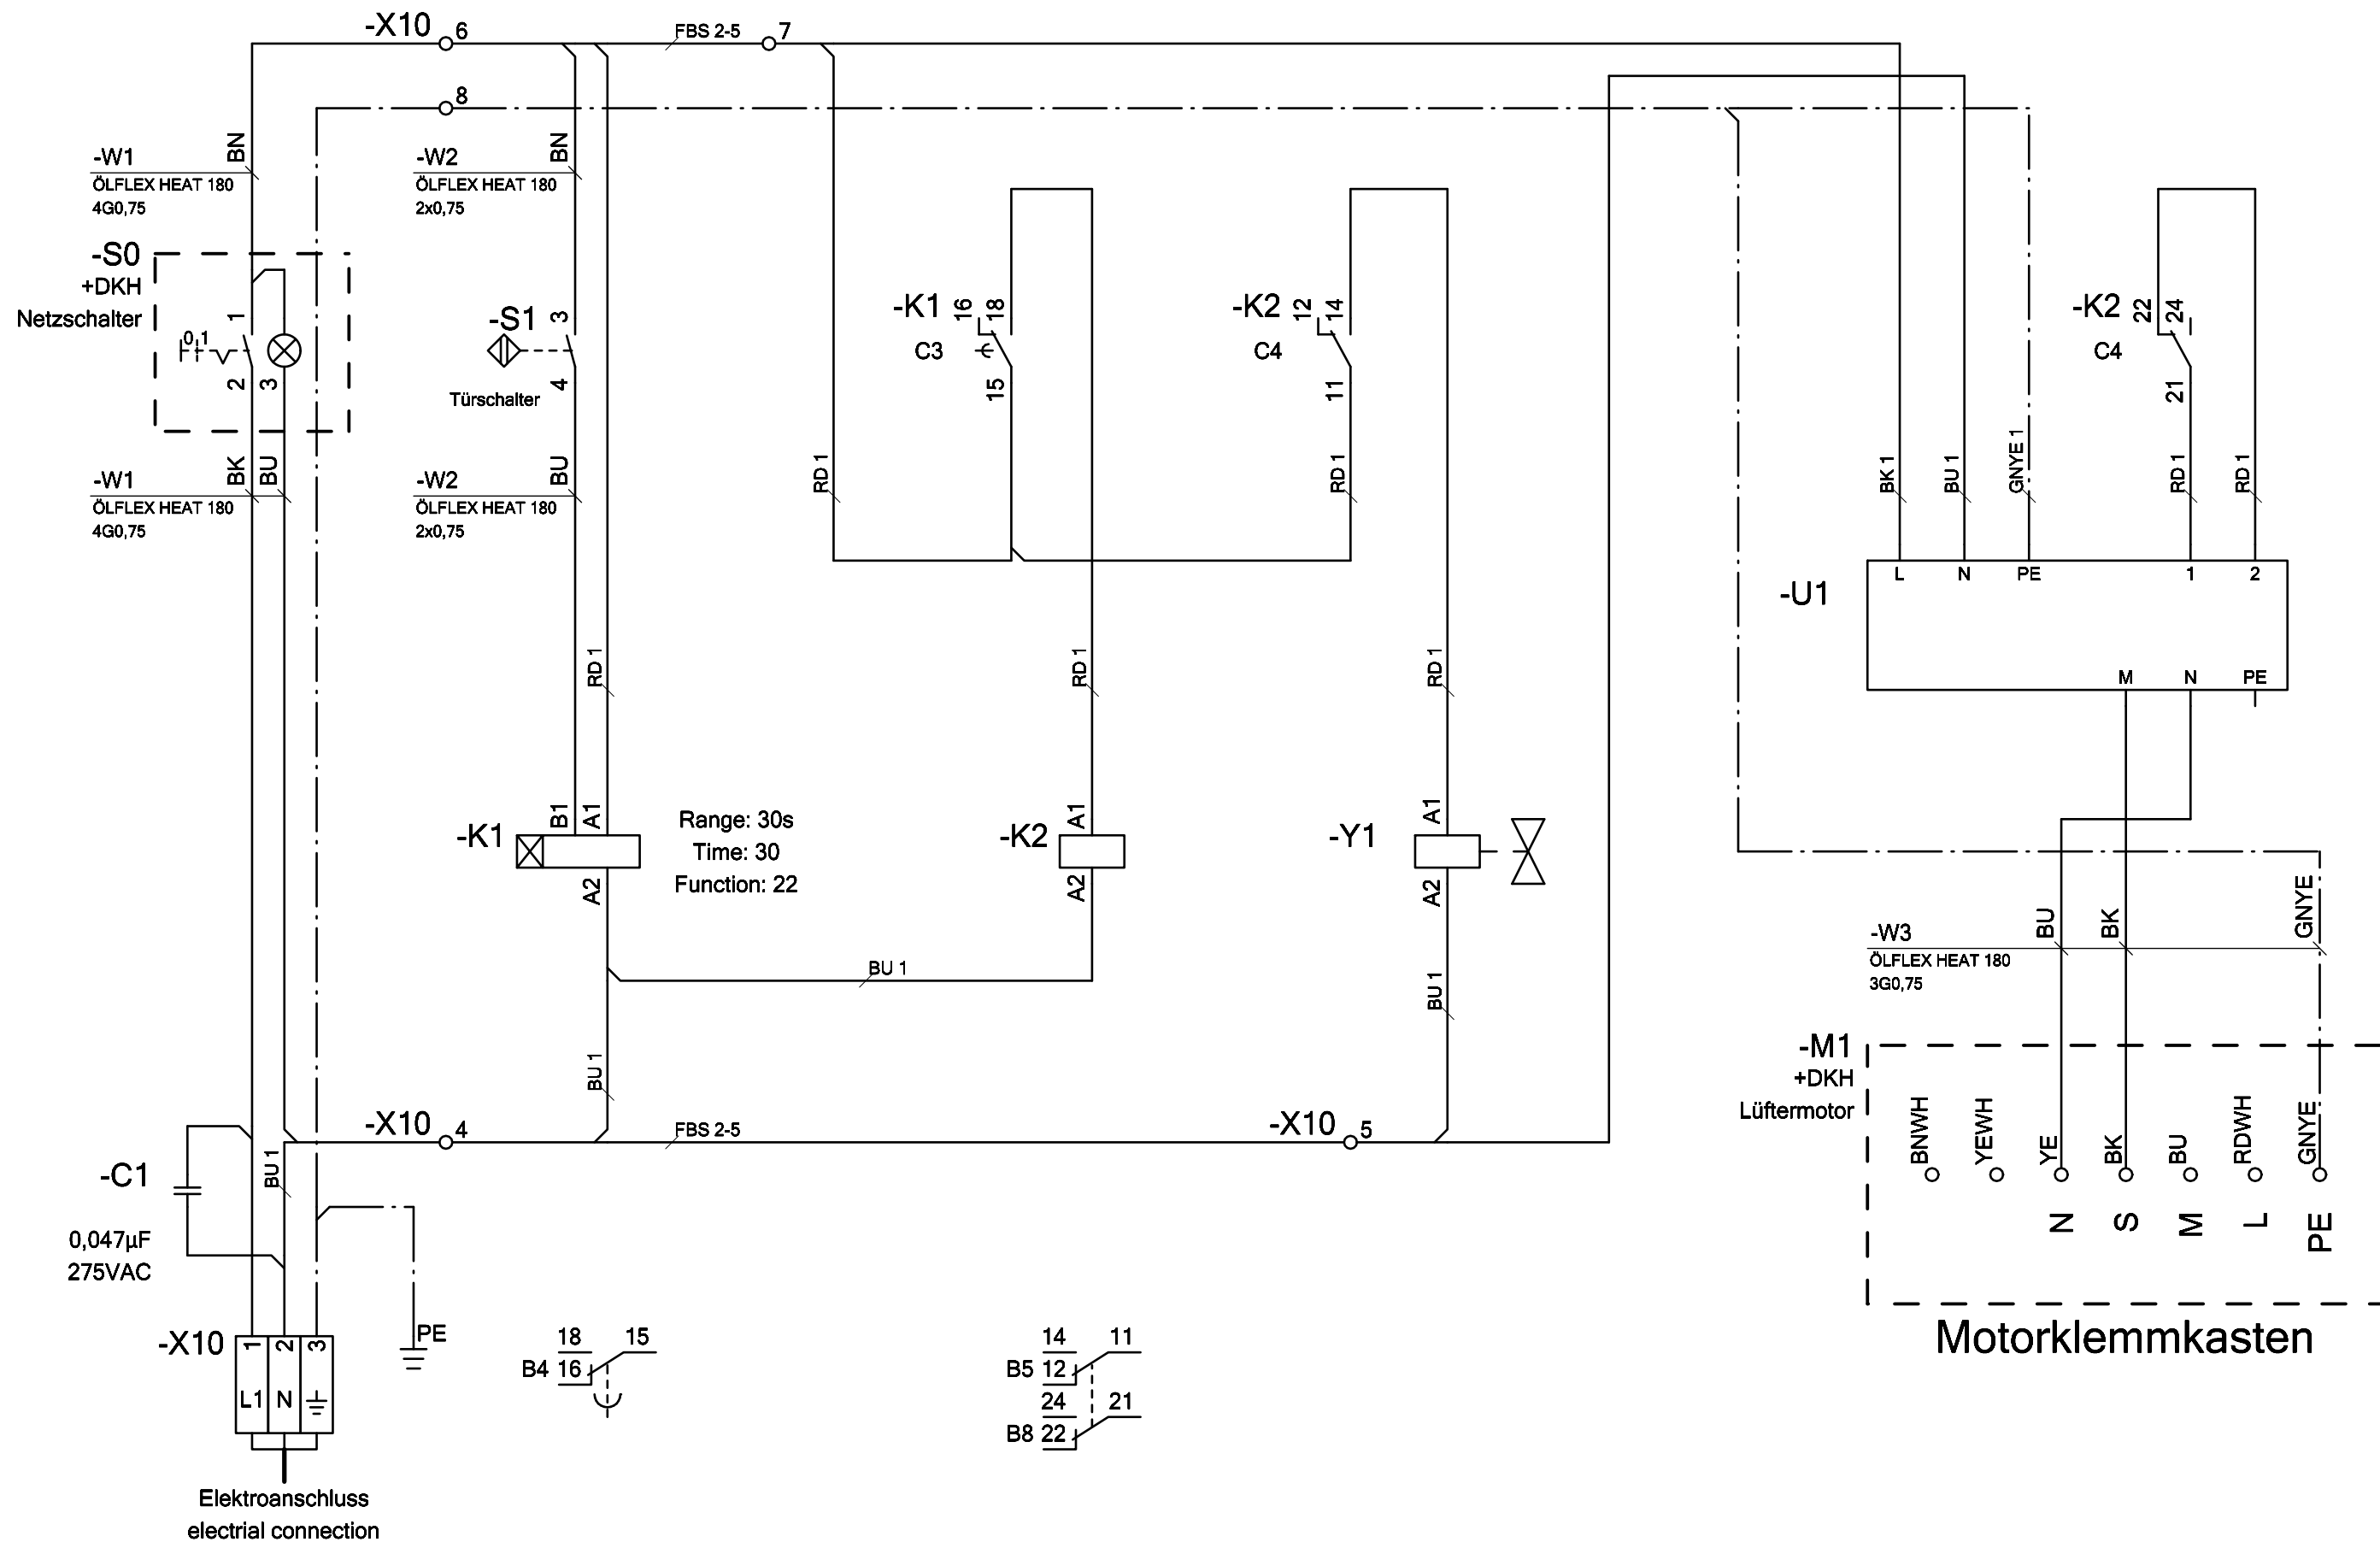 -X10 6 FBS 2-5 7
8
-W1 BN
ÖLFLEX HEAT 180
4G0,75
-W2 BN
ÖLFLEX HEAT 180
2x0,75
-S0
+DKH
Netzschalter
0 1
1
2
3
-S1
3
4
Türschalter
-K1
C3
16
18
15
-K2
C4
12
14
11
-K2
C4
22
24
21
-W1 BK BU
ÖLFLEX HEAT 180
4G0,75
-W2 BU
ÖLFLEX HEAT 180
2x0,75
RD 1
RD 1
BK 1
BU 1
GNYE 1
RD 1
RD 1
-U1
L N PE 1 2
M N PE
RD 1
RD 1
RD 1
-K1
B1
A1
A2
Range: 30s
Time: 30
Function: 22
-K2
A1
A2
-Y1
A1
A2
BU 1
BU 1
BU 1
-W3 BU BK GNYE
ÖLFLEX HEAT 180
3G0,75
-M1
+DKH
Lüftermotor
BNWH
YEWH
YE
BK
BU
RDWH
GNYE
N
S
M
L
PE
Motorklemmkasten
-X10 4 FBS 2-5
-X10 5
-C1
BU 1
0,047µF
275VAC
-X10
1 2 3
L1 N
PE
18 15
B4 16
14 11
B5 12
24 21
B8 22
Elektroanschluss
electrial connection